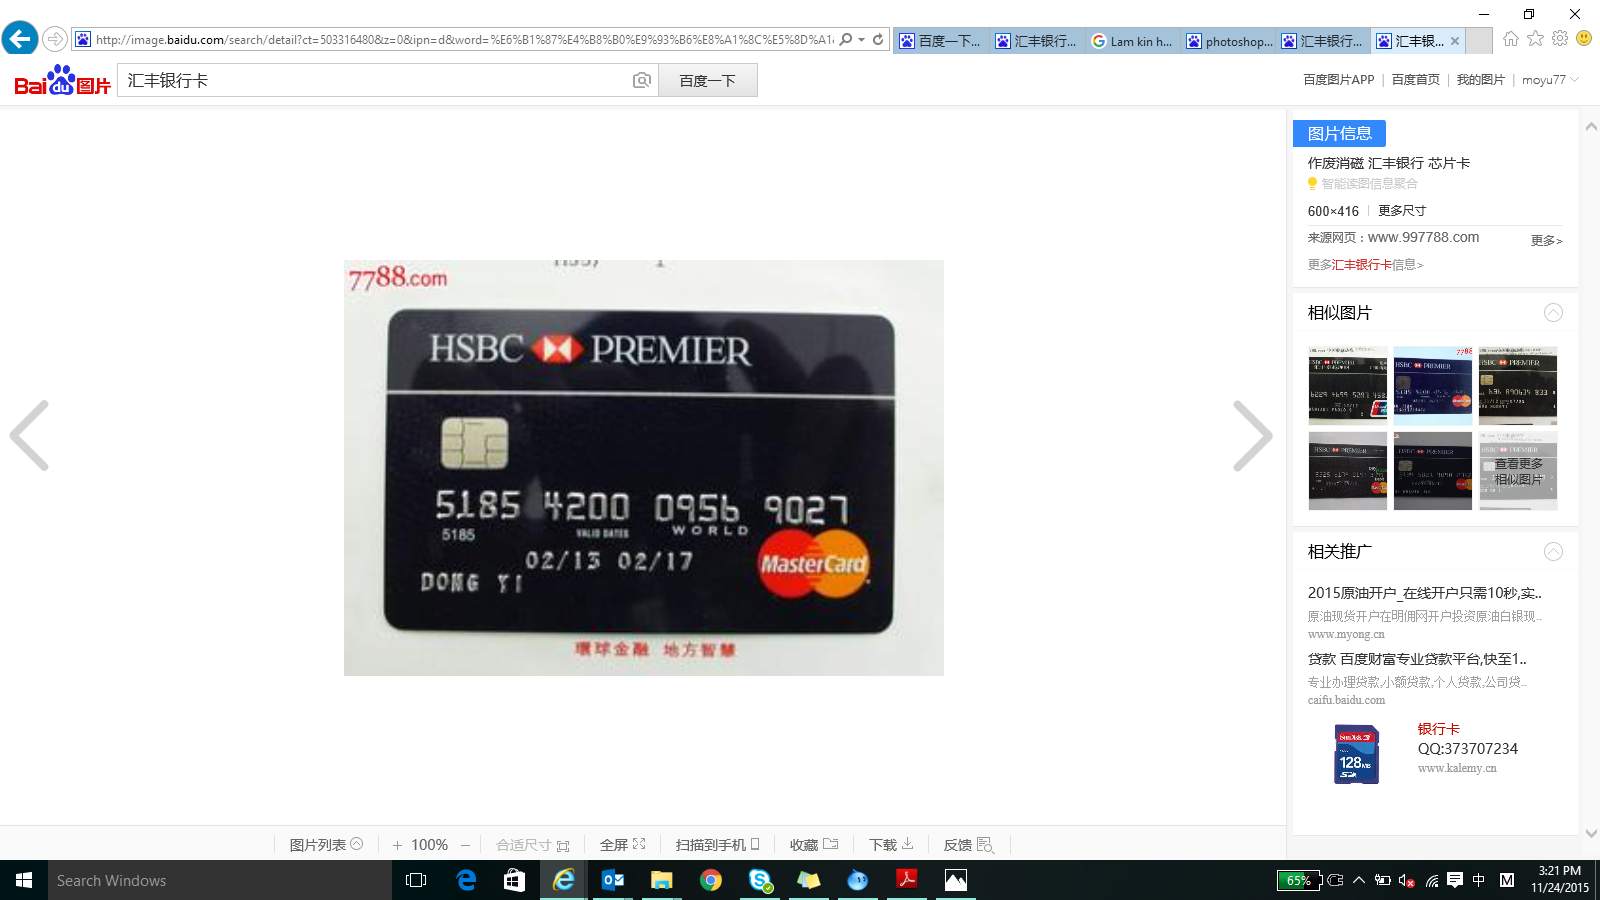 http://image.baidu.com/search/detail?ct=503316480&z=0&ipn=d&word=%E6%B1%87%E4%B8%B0%E9%93%B6%E8%A1%8C%E5%8D%A1
百度一下...
汇丰银行...
Lam kin h...
photoshop...
汇丰银行...
汇丰银...
Bai du 图片
汇丰银行卡
百度一下
百度图片APP | 百度首页 | 我的图片 | moyu77
图片信息
作废消磁 汇丰银行 芯片卡
智能读图信息聚合
600×416 | 更多尺寸
来源网页：www.997788.com
更多>
更多汇丰银行卡信息>
7788.com
HSBC PREMIER
5185 4200 0956 9027
5185
VALID DATES
WORLD
02/13 02/17
DONG YI
MasterCard
環球金融 地方智慧
相似图片
查看更多
相似图片
相关推广
2015原油开户_在线开户只需10秒,实..
原油现货开户在明佣网开户投资原油白银现..
www.myong.cn
贷款 百度财富专业贷款平台,快至1..
专业办理贷款,小额贷款,个人贷款,公司贷..
caifu.baidu.com
SanDisk
128MB
银行卡
QQ:373707234
www.kalemy.cn
图片列表
+ 100% −
合适尺寸
全屏
扫描到手机
收藏
下载
反馈
Search Windows
65%
中
M
3:21 PM
11/24/2015